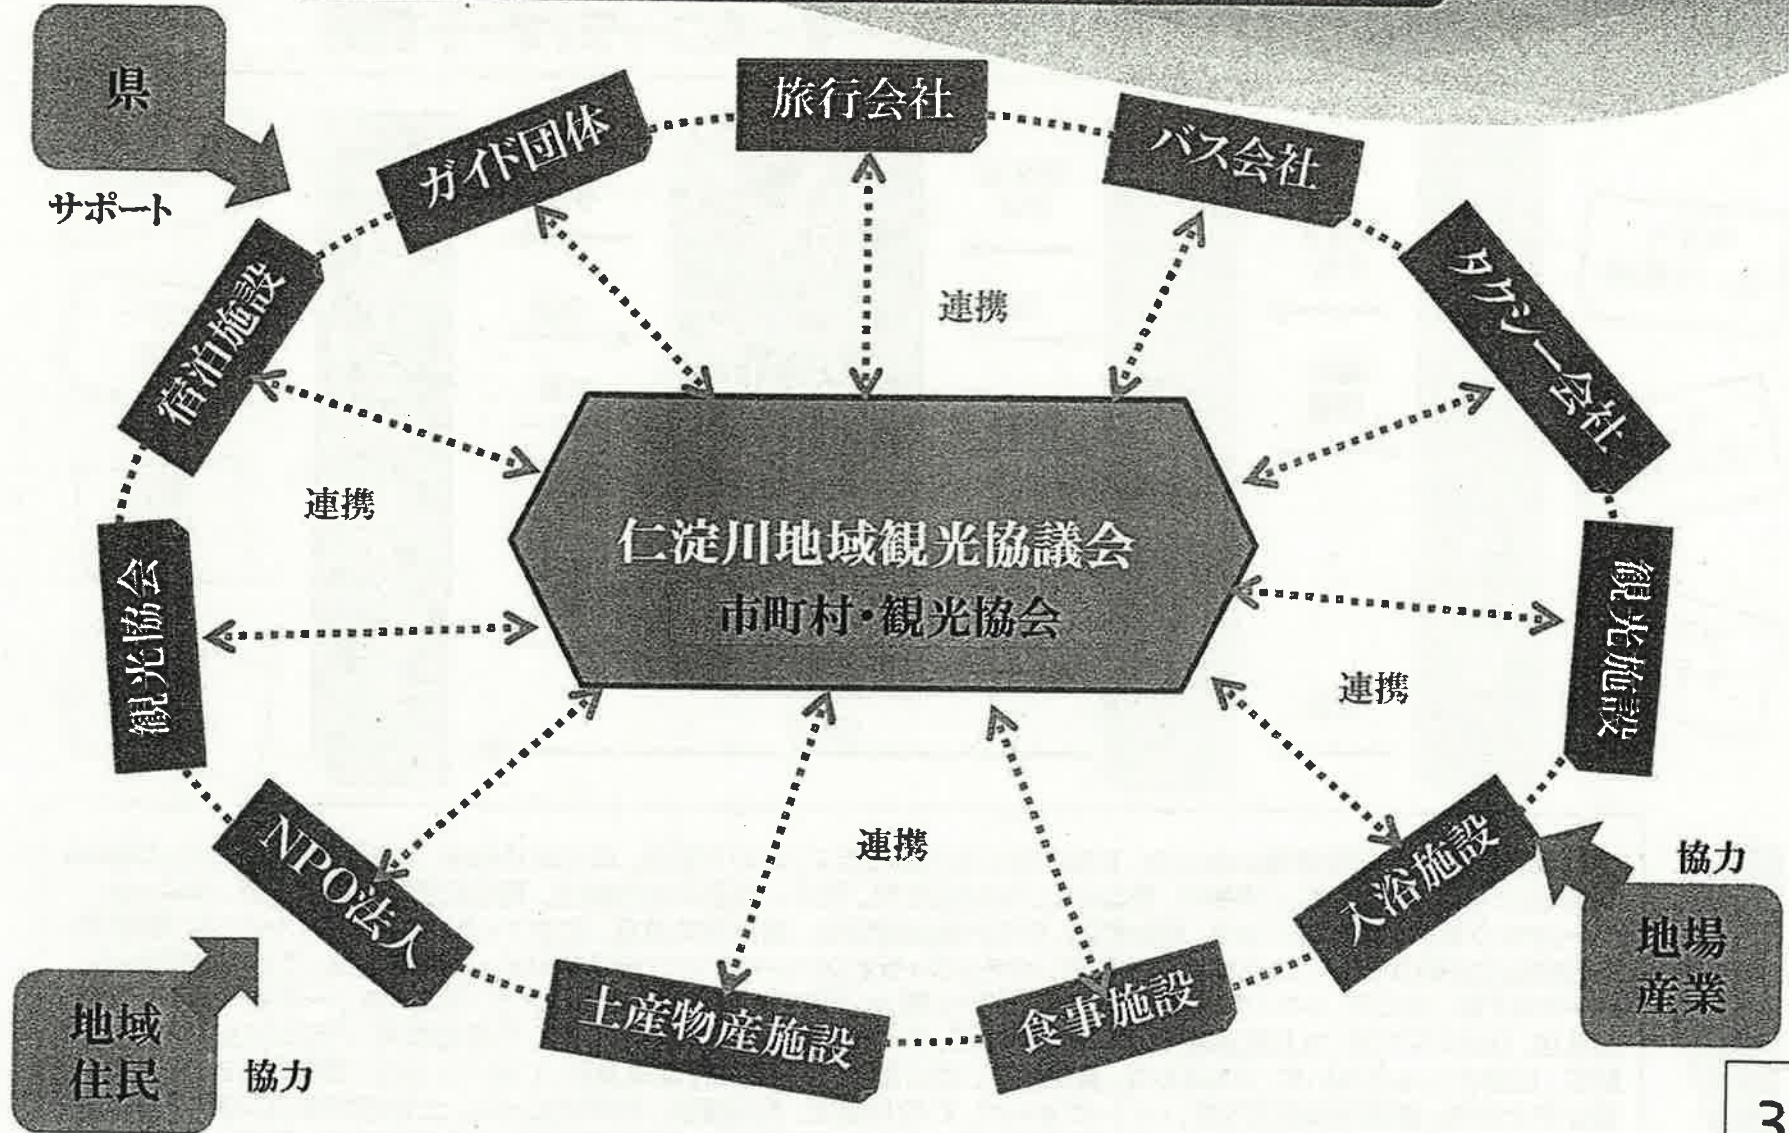 県
サポート
ガイド団体
旅行会社
バス会社
タクシー会社
宿泊施設
連携
連携
仁淀川地域観光協議会
市町村・観光協会
観光協会
観光施設
連携
NPO法人
連携
入浴施設
協力
地場
産業
土産物産施設
食事施設
地域
住民
協力
3